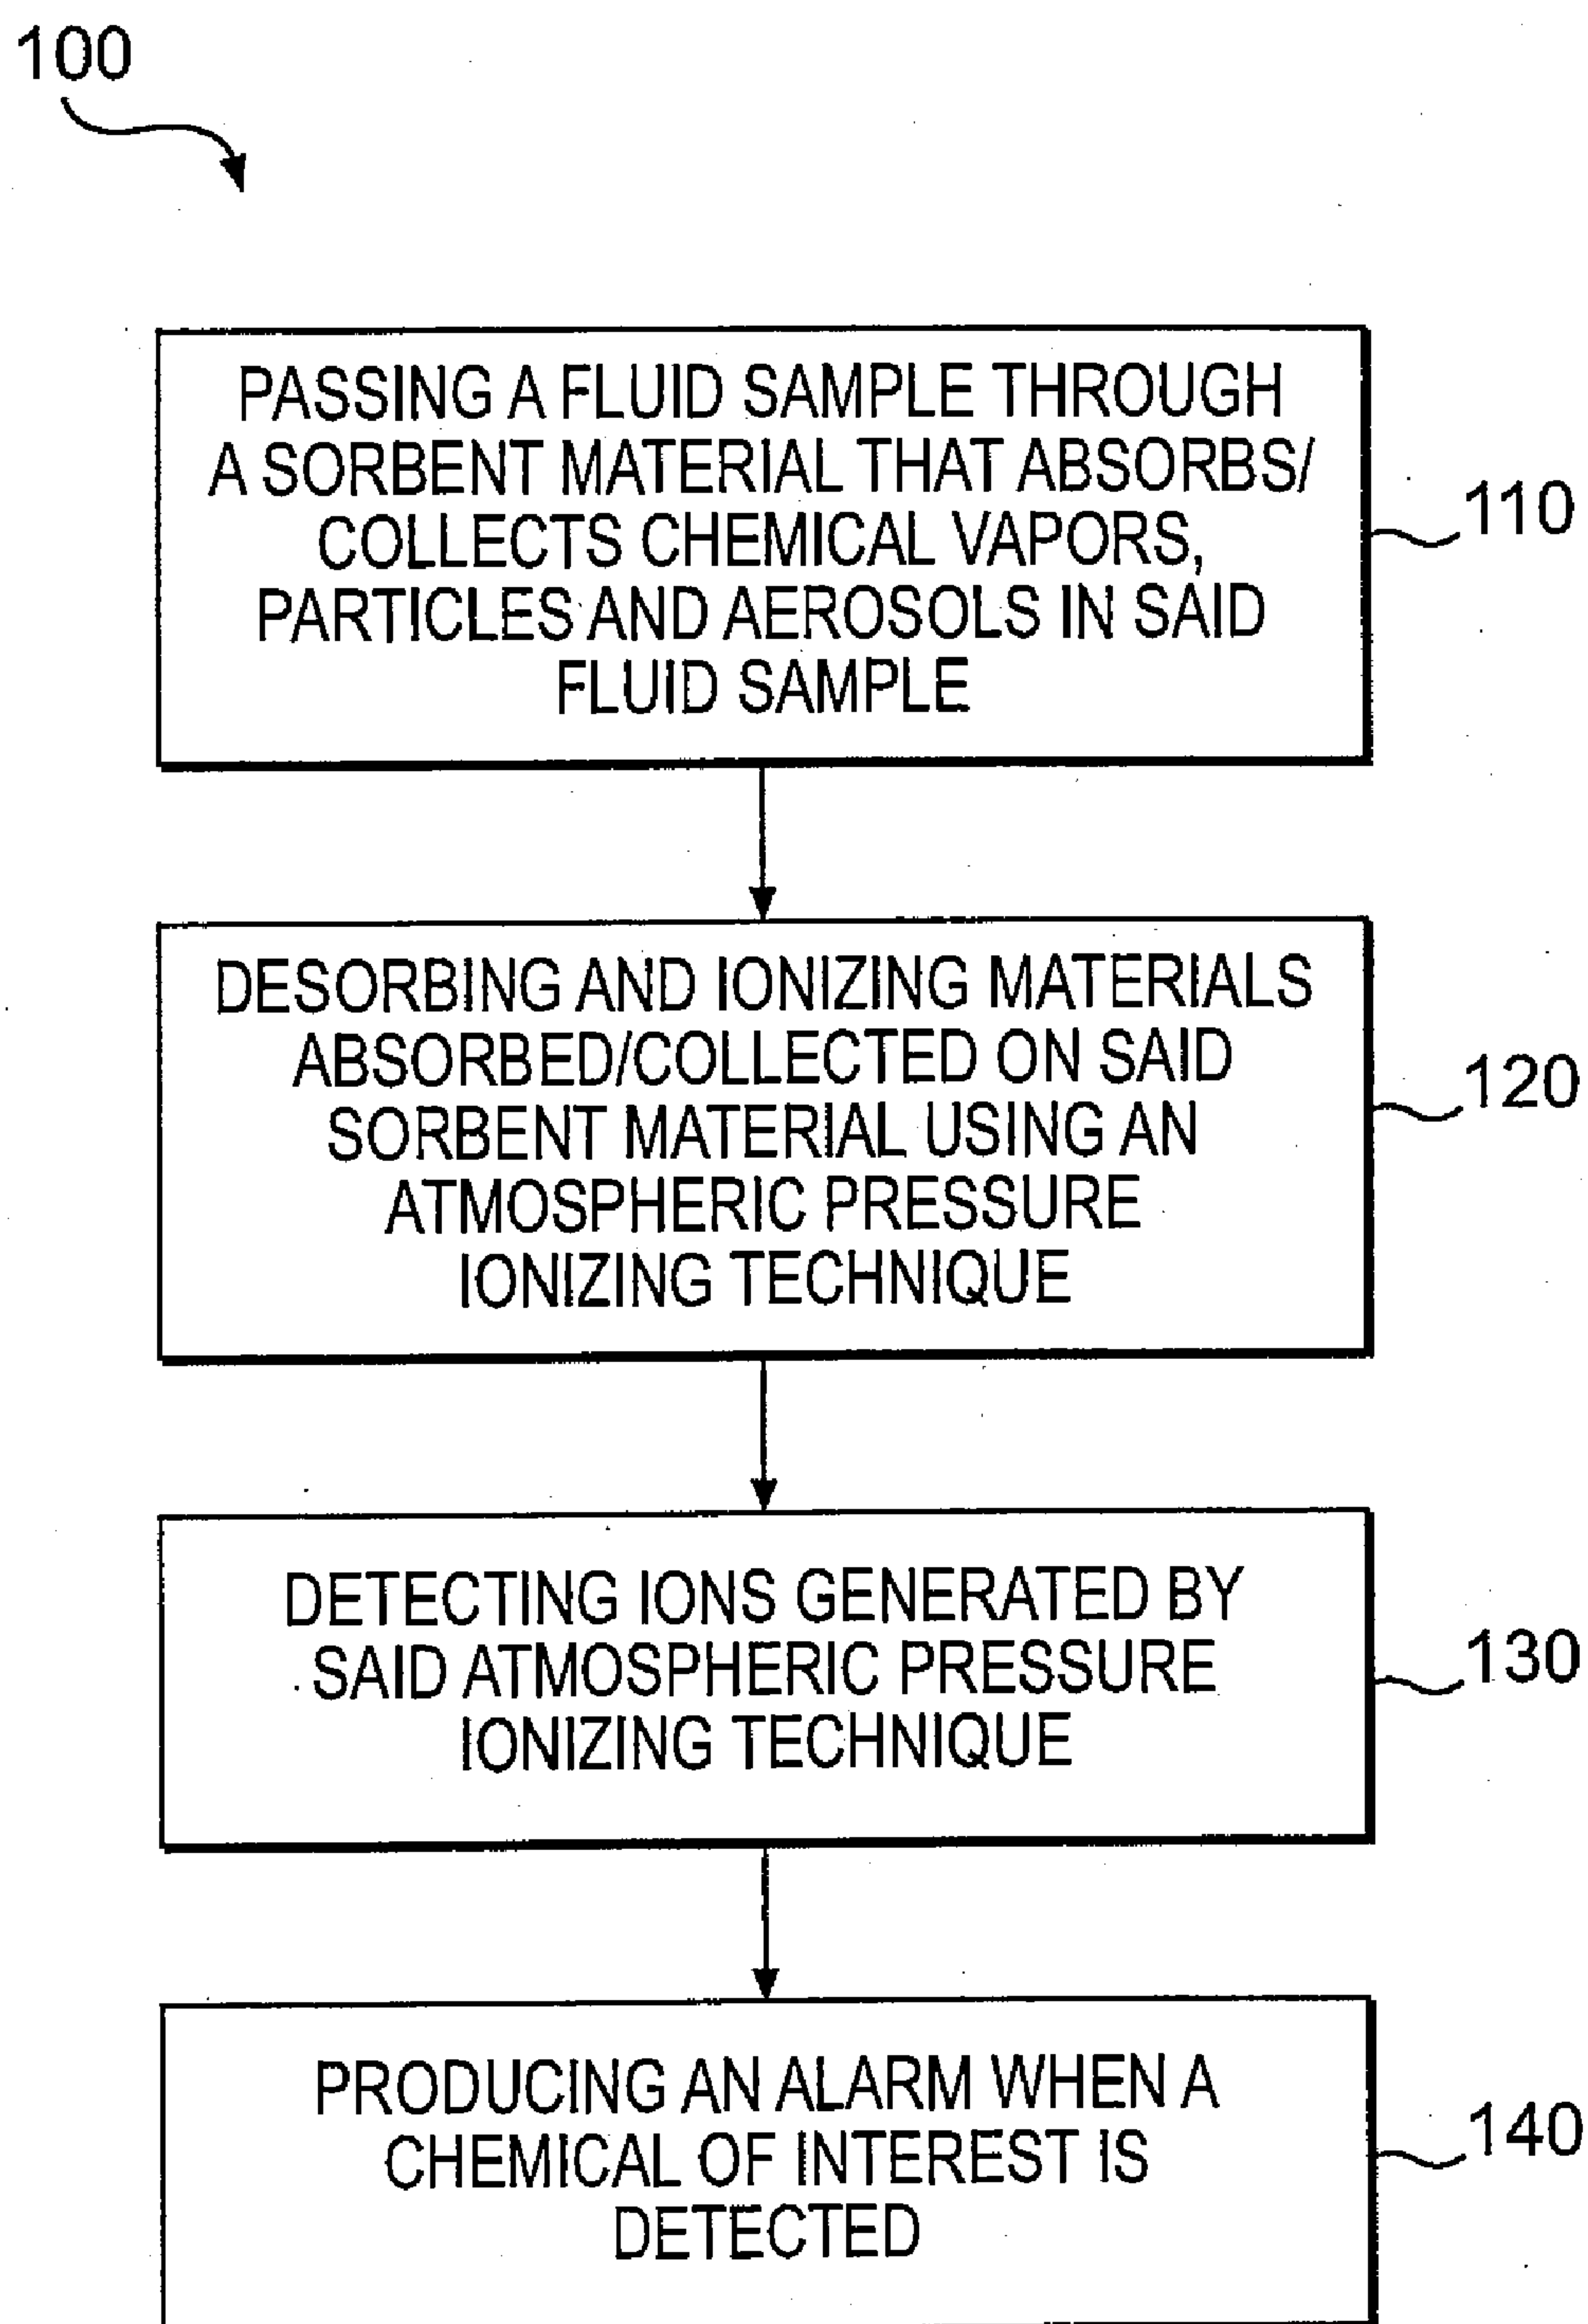 100
PASSING A FLUID SAMPLE THROUGH
A SORBENT MATERIAL THAT ABSORBS/
COLLECTS CHEMICAL VAPORS,
PARTICLES AND AEROSOLS IN SAID
FLUID SAMPLE
110
DESORBING AND IONIZING MATERIALS
ABSORBED/COLLECTED ON SAID
SORBENT MATERIAL USING AN
ATMOSPHERIC PRESSURE
IONIZING TECHNIQUE
120
DETECTING IONS GENERATED BY
SAID ATMOSPHERIC PRESSURE
IONIZING TECHNIQUE
130
PRODUCING AN ALARM WHEN A
CHEMICAL OF INTEREST IS
DETECTED
140